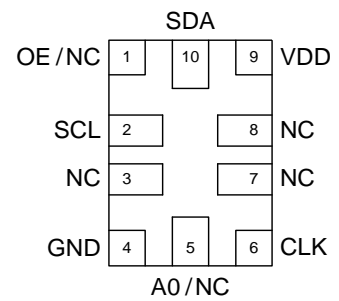 SDA
OE/NC 1 10 9 VDD
SCL 2 8 NC
NC 3 7 NC
GND 4 5 6 CLK
A0/NC